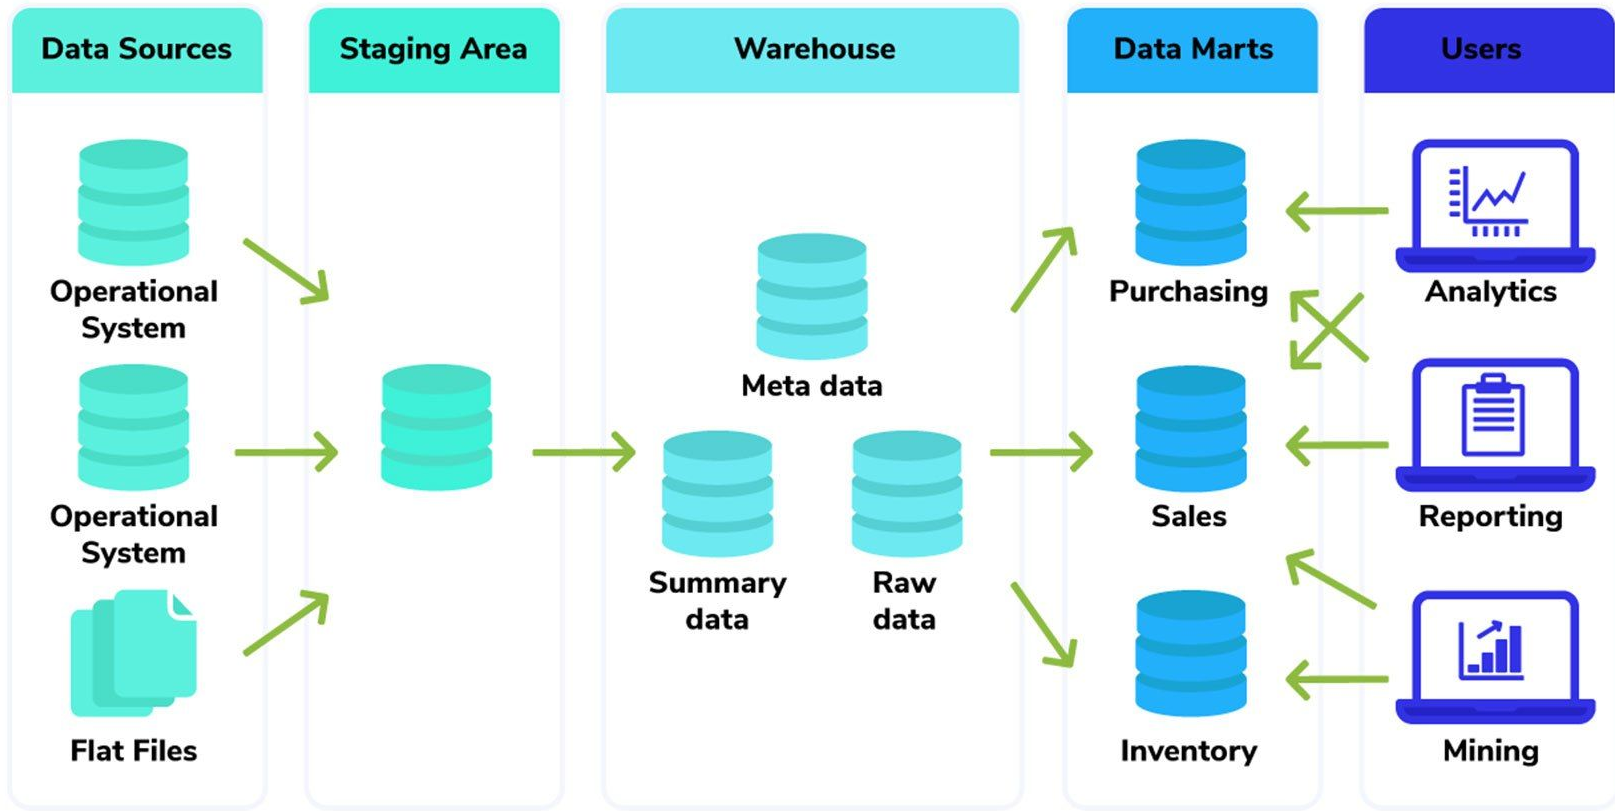 Data Sources
Staging Area
Warehouse
Data Marts
Users
Operational
System
Operational
System
Flat Files
Meta data
Summary
data
Raw
data
Purchasing
Sales
Inventory
Analytics
Reporting
Mining